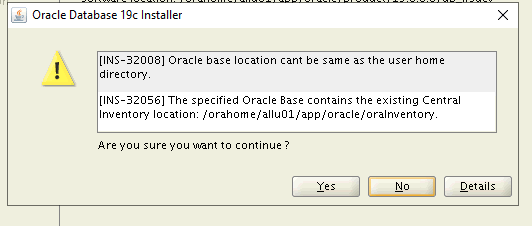 Oracle Database 19c Installer
[INS-32008] Oracle base location cant be same as the user home
directory.
[INS-32056] The specified Oracle Base contains the existing Central
Inventory location: /orahome/allu01/app/oracle/oraInventory.
Are you sure you want to continue?
Yes
No
Details